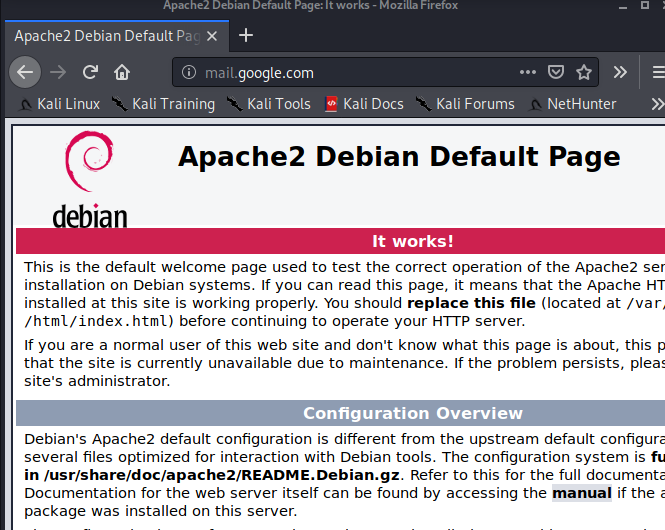 Apache2 Debian Default Page: It works - Mozilla Firefox
Apache2 Debian Default Pag
mail.google.com
Kali Linux Kali Training Kali Tools Kali Docs Kali Forums NetHunter
debian
Apache2 Debian Default Page
It works!
This is the default welcome page used to test the correct operation of the Apache2 ser
installation on Debian systems. If you can read this page, it means that the Apache HT
installed at this site is working properly. You should replace this file (located at /var/
/html/index.html) before continuing to operate your HTTP server.
If you are a normal user of this web site and don't know what this page is about, this p
that the site is currently unavailable due to maintenance. If the problem persists, pleas
site's administrator.
Configuration Overview
Debian's Apache2 default configuration is different from the upstream default configura
several files optimized for interaction with Debian tools. The configuration system is fu
in /usr/share/doc/apache2/README.Debian.gz. Refer to this for the full documenta
Documentation for the web server itself can be found by accessing the manual if the a
package was installed on this server.